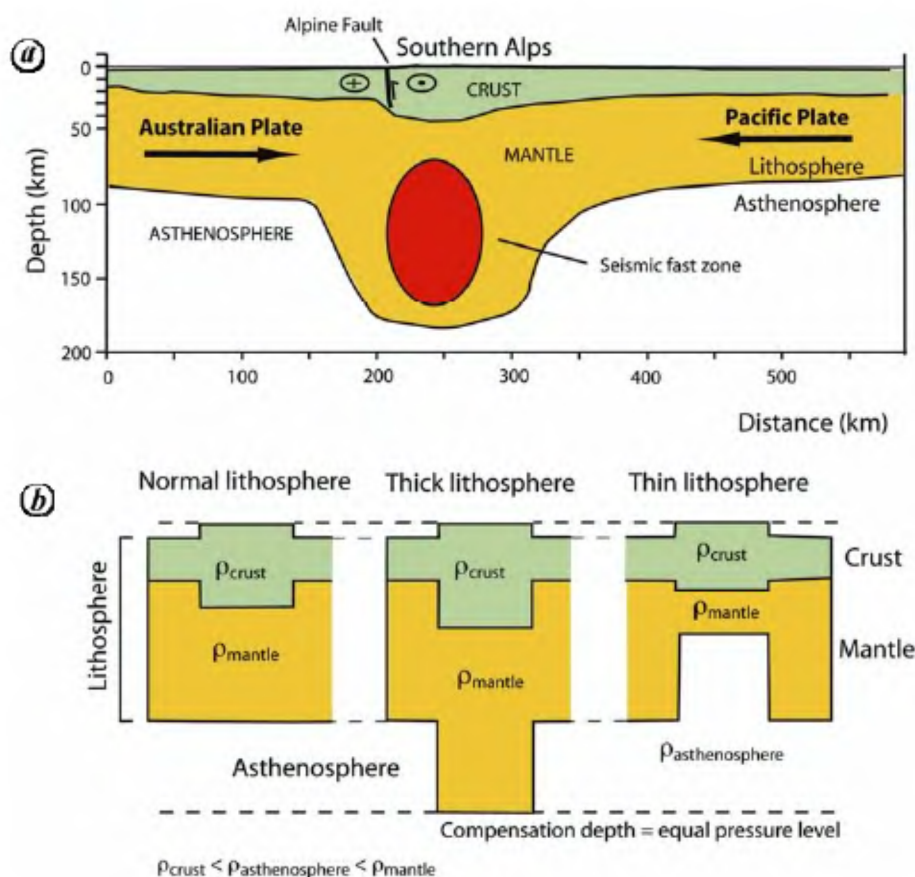 a
Alpine Fault
Southern Alps
0
CRUST
Australian Plate
Pacific Plate
50
MANTLE
Lithosphere
Depth (km)
100
Asthenosphere
ASTHENOSPHERE
Seismic fast zone
150
200
0 100 200 300 400 500
Distance (km)
b
Normal lithosphere Thick lithosphere Thin lithosphere
ρcrust ρcrust ρcrust Crust
Lithosphere
ρmantle ρmantle ρmantle Mantle
Asthenosphere
ρasthenosphere
Compensation depth = equal pressure level
ρcrust < ρasthenosphere < ρmantle